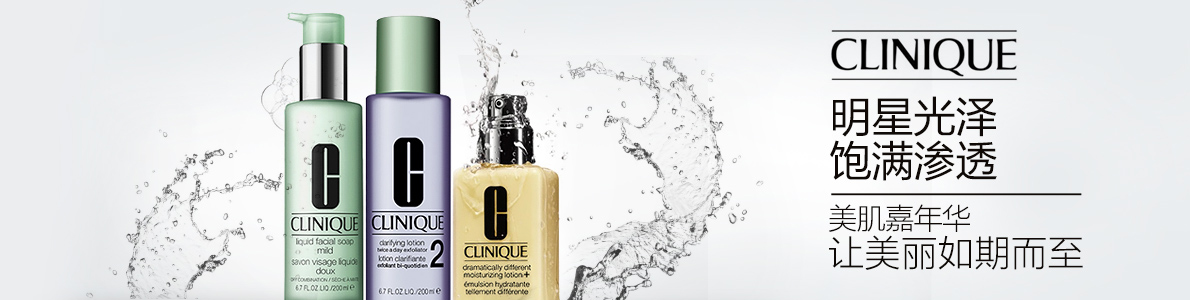 CLINIQUE
liquid facial soap
mild
savon visage liquide
doux
6.7 FL.OZ.LIQ./200 ml ℮
CLINIQUE
clarifying lotion
twice a day exfoliator
2
lotion clarifiante
exfoliant bi-quotidien
6.7 FL.OZ.LIQ./200 ml ℮
CLINIQUE
dramatically different
moisturizing lotion+
émulsion hydratante
tellement différente
CLINIQUE
明星光泽
饱满渗透
美肌嘉年华
让美丽如期而至